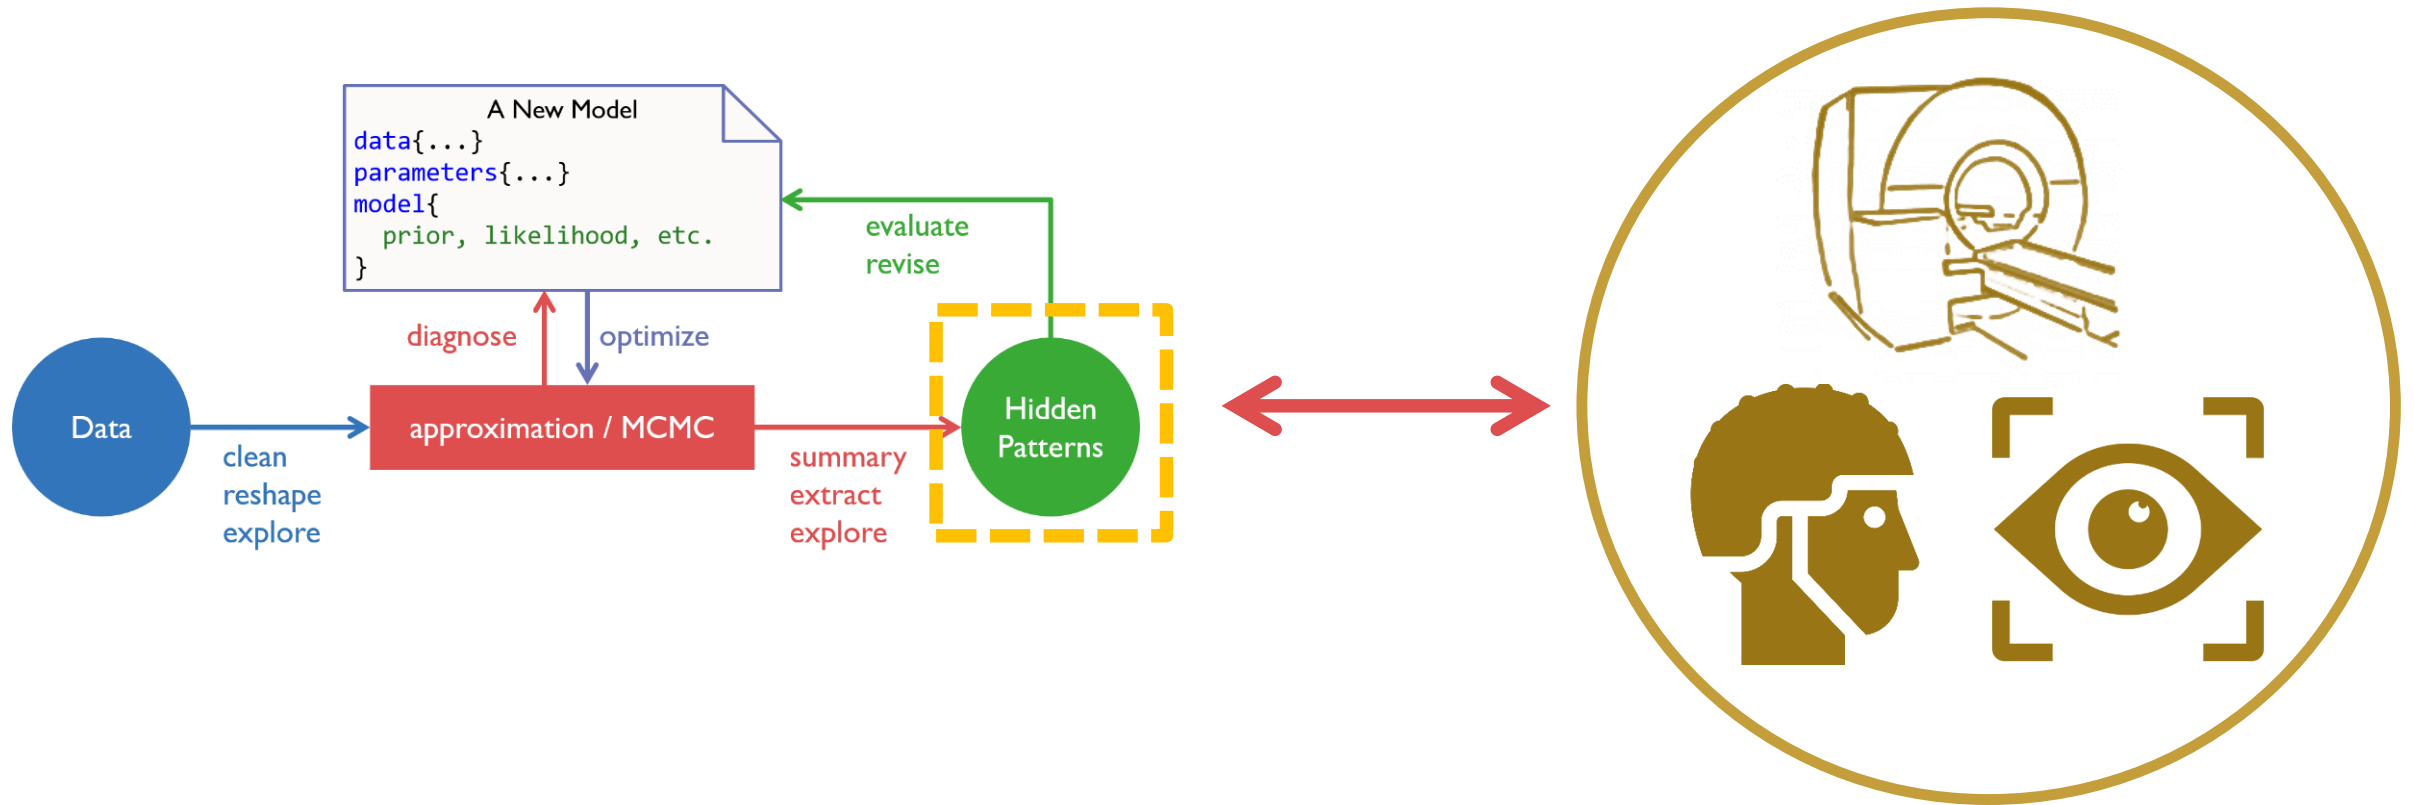 A New Model
data{...}
parameters{...}
model{
prior, likelihood, etc.
}
evaluate
revise
diagnose
optimize
Data
approximation / MCMC
Hidden
Patterns
clean
reshape
explore
summary
extract
explore